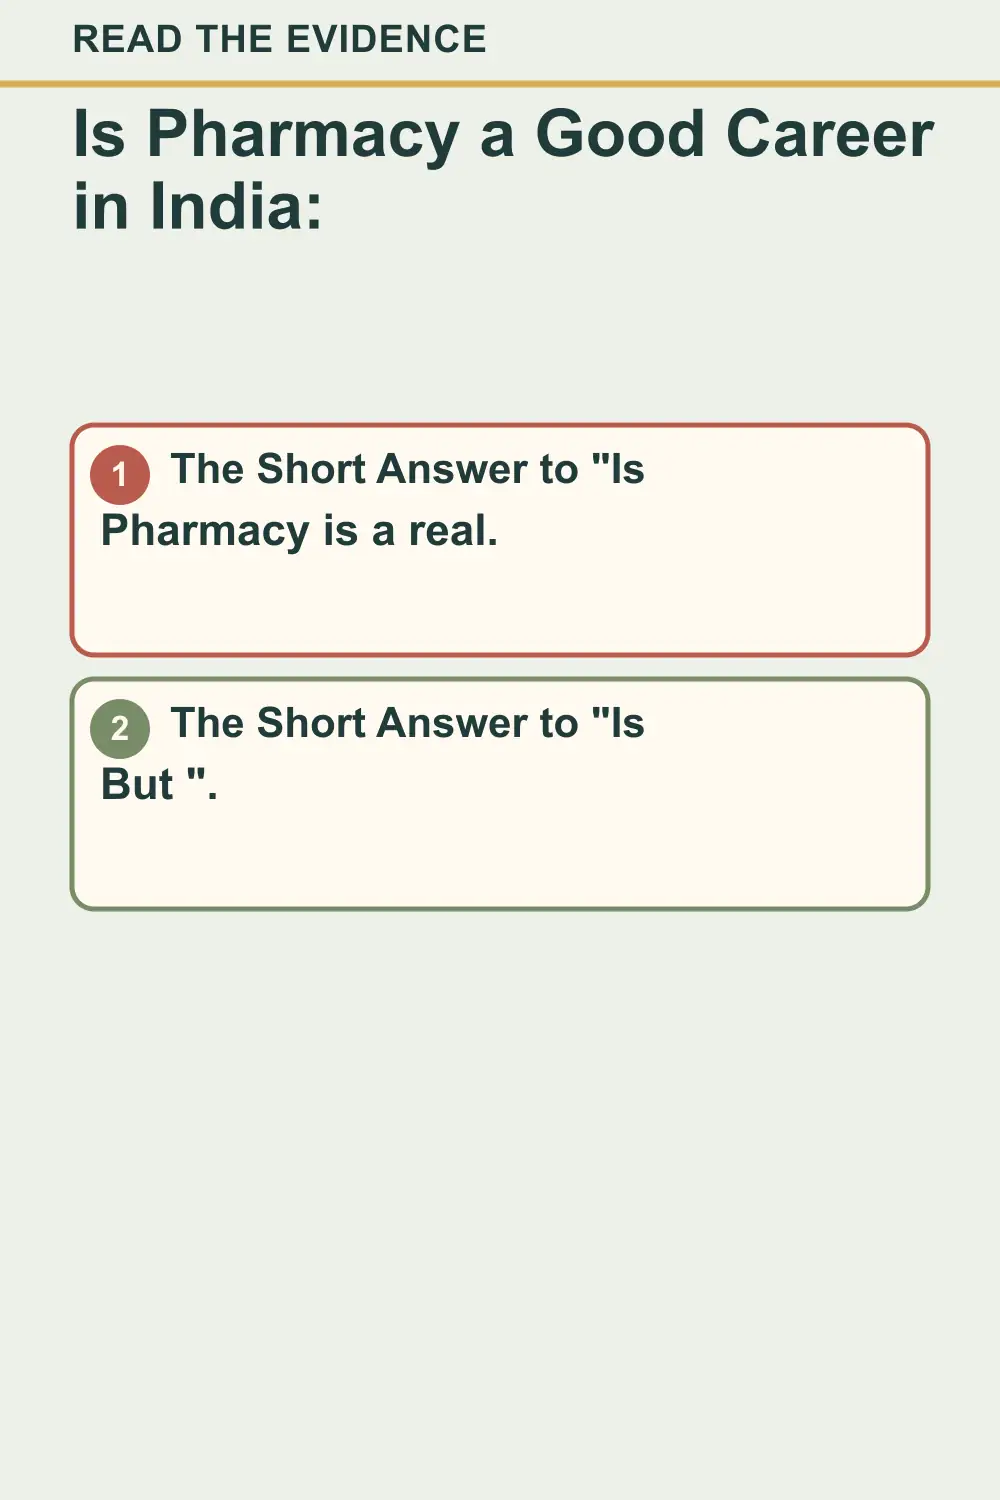 READ THE EVIDENCE
Is Pharmacy a Good Career
in India:
1 The Short Answer to "Is
Pharmacy is a real.
2 The Short Answer to "Is
But ".